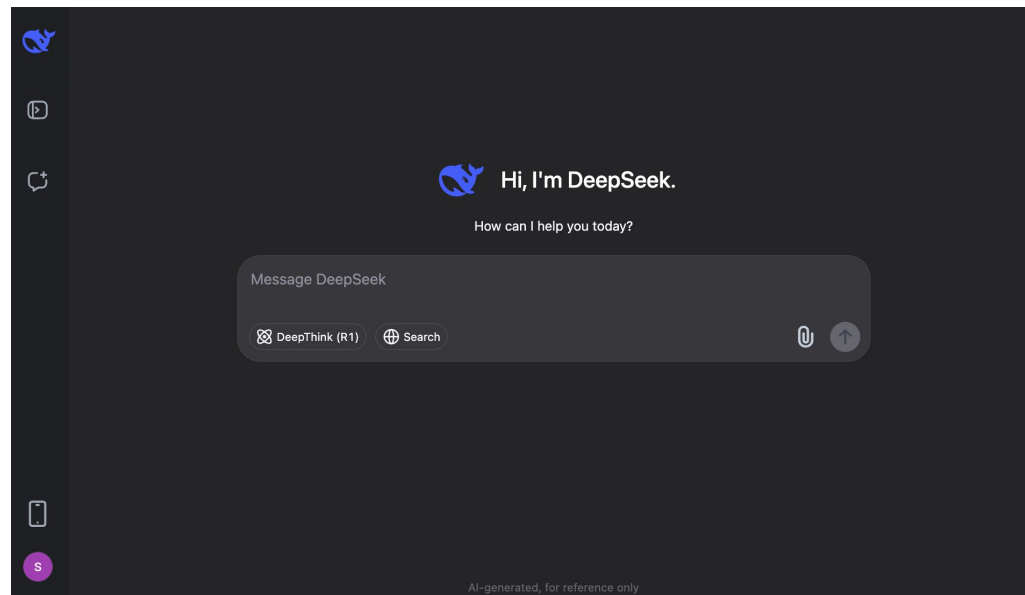 Hi, I'm DeepSeek.
How can I help you today?
Message DeepSeek
DeepThink (R1) Search
S
AI-generated, for reference only